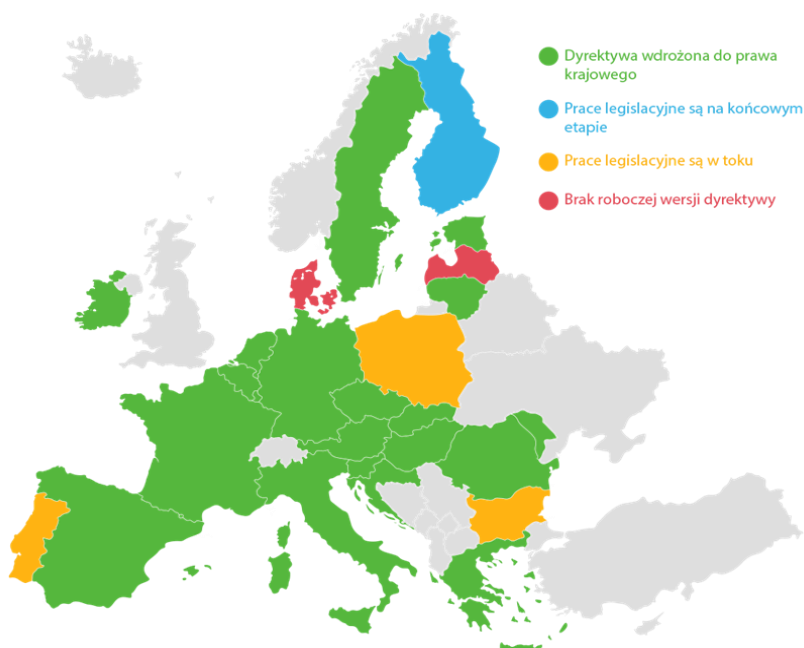 Dyrektywa wdrożona do prawa
krajowego
Prace legislacyjne są na końcowym
etapie
Prace legislacyjne są w toku
Brak roboczej wersji dyrektywy